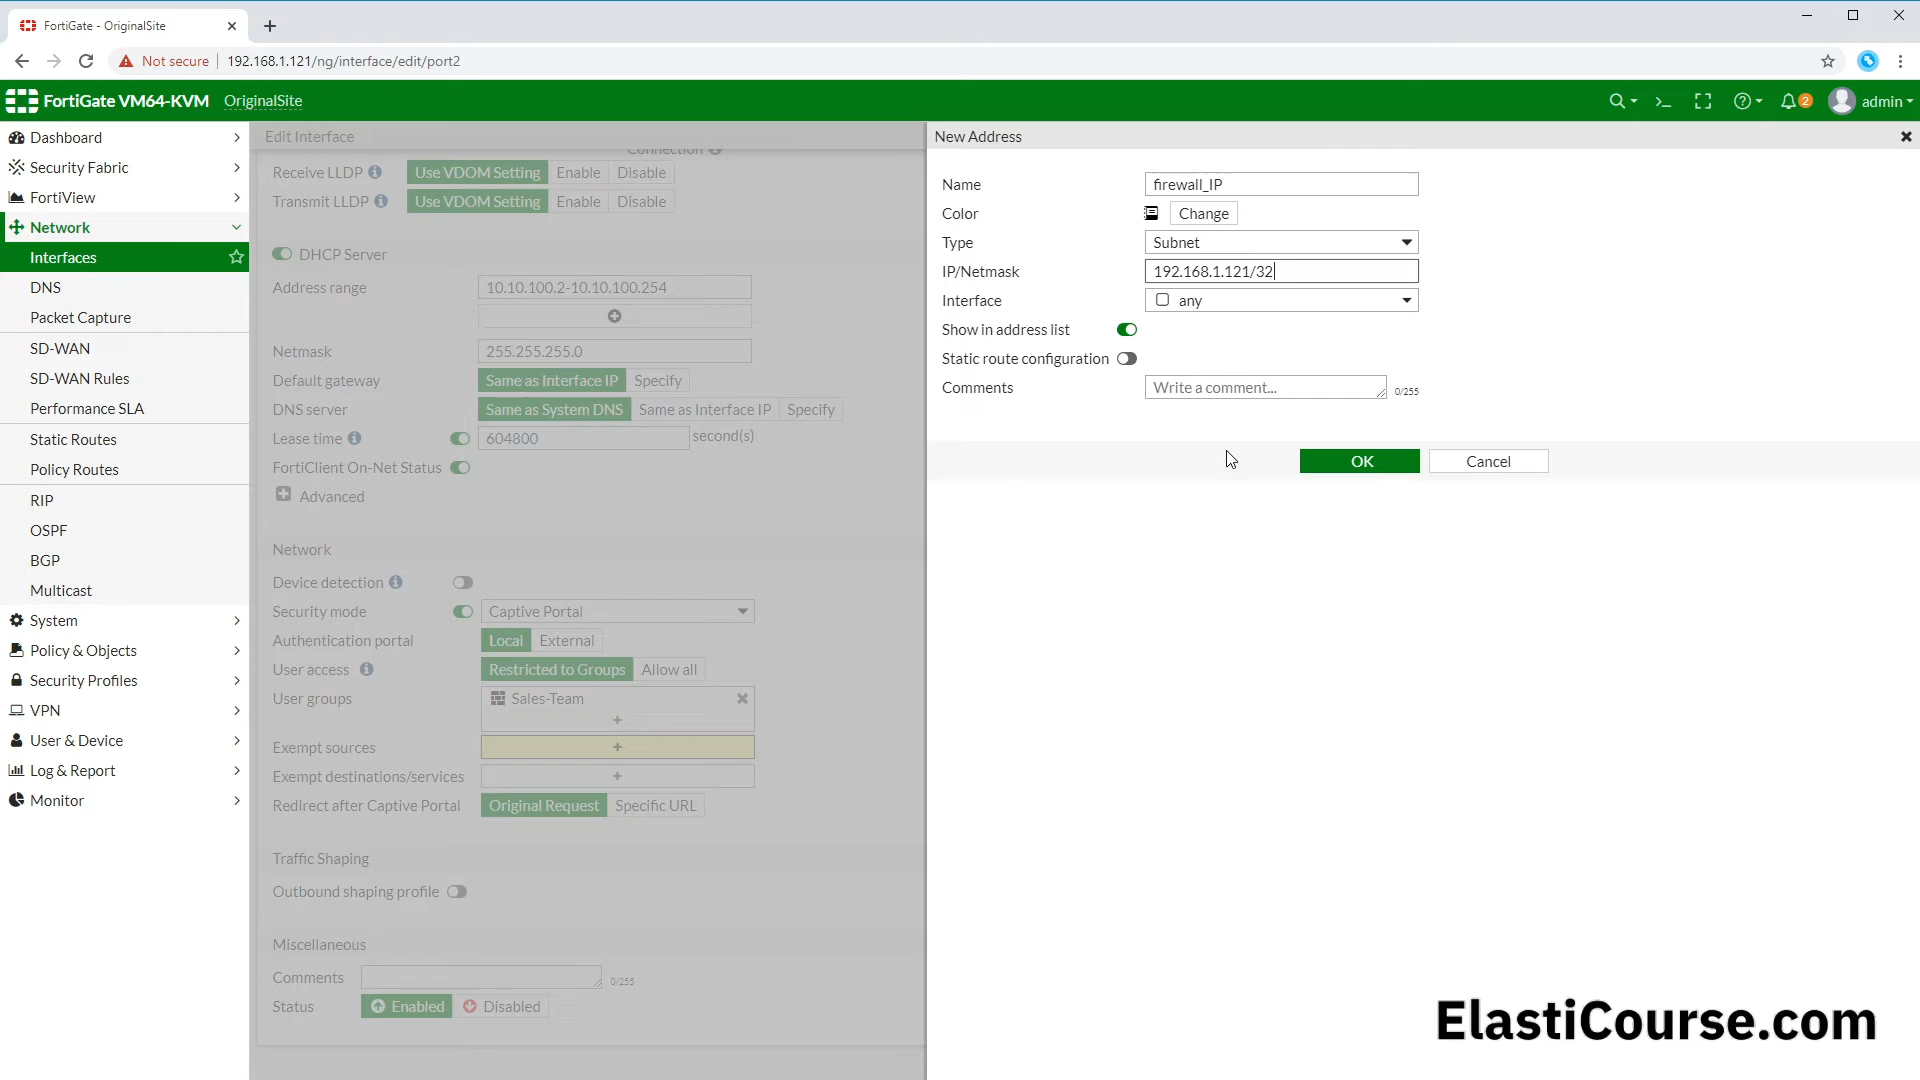 FortiGate - OriginalSite
Not secure
192.168.1.121/ng/interface/edit/port2
FortiGate VM64-KVM OriginalSite
2
admin
Dashboard
Security Fabric
FortiView
Network
Interfaces
DNS
Packet Capture
SD-WAN
SD-WAN Rules
Performance SLA
Static Routes
Policy Routes
RIP
OSPF
BGP
Multicast
System
Policy & Objects
Security Profiles
VPN
User & Device
Log & Report
Monitor
Edit Interface
Connection
Receive LLDP Use VDOM Setting Enable Disable
Transmit LLDP Use VDOM Setting Enable Disable
DHCP Server
Address range 10.10.100.2-10.10.100.254
Netmask 255.255.255.0
Default gateway Same as Interface IP Specify
DNS server Same as System DNS Same as Interface IP Specify
Lease time 604800 second(s)
FortiClient On-Net Status
Advanced
Network
Device detection
Security mode Captive Portal
Authentication portal Local External
User access Restricted to Groups Allow all
User groups Sales-Team
Exempt sources
Exempt destinations/services
Redirect after Captive Portal Original Request Specific URL
Traffic Shaping
Outbound shaping profile
Miscellaneous
Comments 0/255
Status Enabled Disabled
New Address
Name firewall_IP
Color Change
Type Subnet
IP/Netmask 192.168.1.121/32
Interface any
Show in address list
Static route configuration
Comments Write a comment... 0/255
OK Cancel
ElastiCourse.com